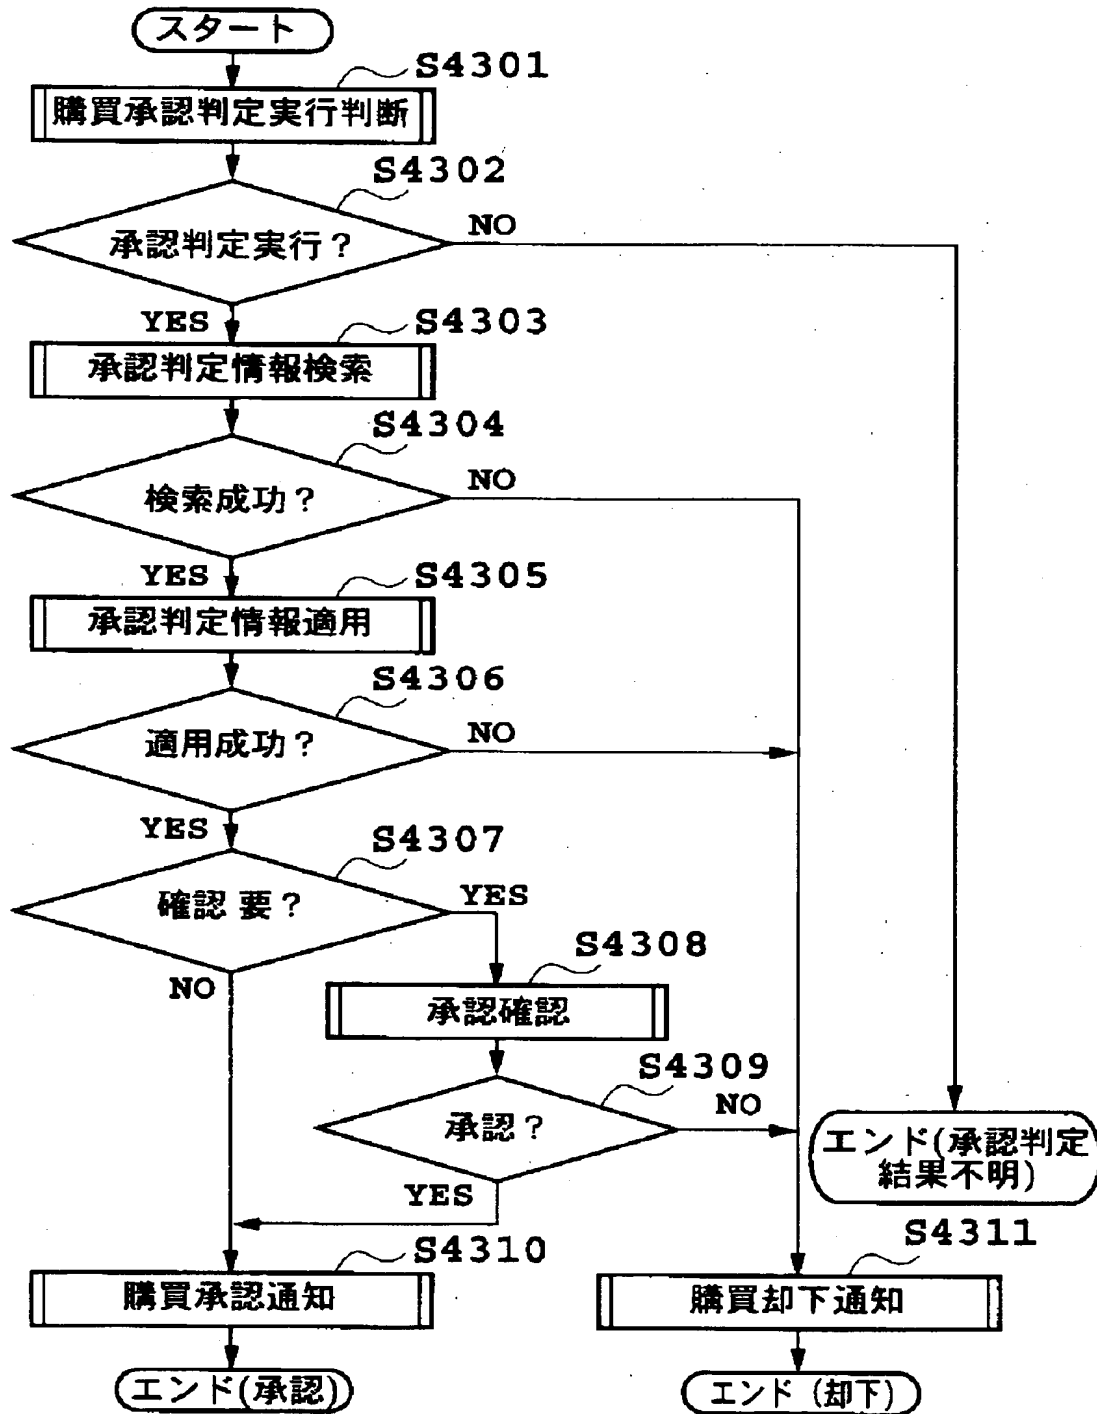 スタート
S4301
購買承認判定実行判断
S4302
承認判定実行？
NO
YES
S4303
承認判定情報検索
S4304
検索成功？
NO
YES
S4305
承認判定情報適用
S4306
適用成功？
NO
YES
S4307
確認 要？
YES
NO
S4308
承認確認
S4309
承認？
NO
YES
エンド(承認判定
結果不明)
S4310
購買承認通知
S4311
購買却下通知
エンド(承認)
エンド (却下)